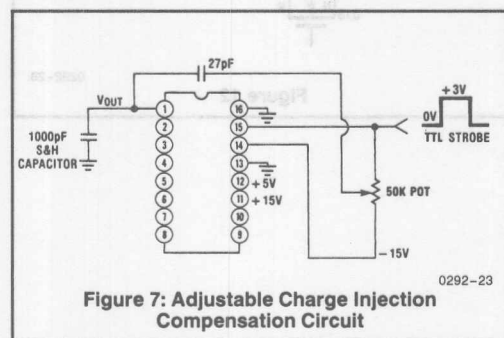 27pF
VOUT
1000pF
S&H
CAPACITOR
1
2
3
4
5
6
7
8
16
15
14
13
12
11
10
9
+ 5V
+ 15V
+ 3V
0V
TTL STROBE
50K POT
− 15V
0292–23
Figure 7: Adjustable Charge Injection
Compensation Circuit